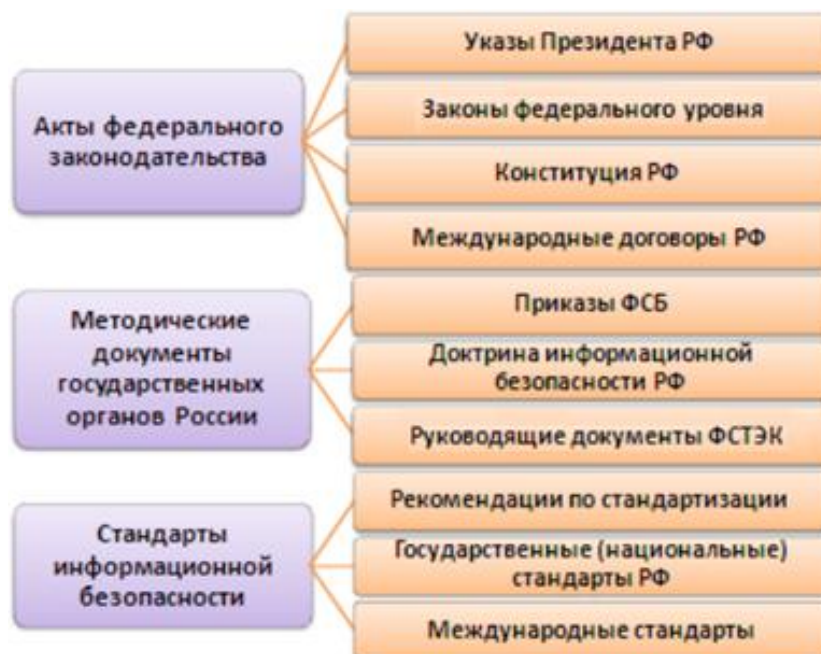 Акты федерального
законодательства
Указы Президента РФ
Законы федерального уровня
Конституция РФ
Международные договоры РФ
Методические
документы
государственных
органов России
Приказы ФСБ
Доктрина информационной
безопасности РФ
Руководящие документы ФСТЭК
Стандарты
информационной
безопасности
Рекомендации по стандартизации
Государственные (национальные)
стандарты РФ
Международные стандарты